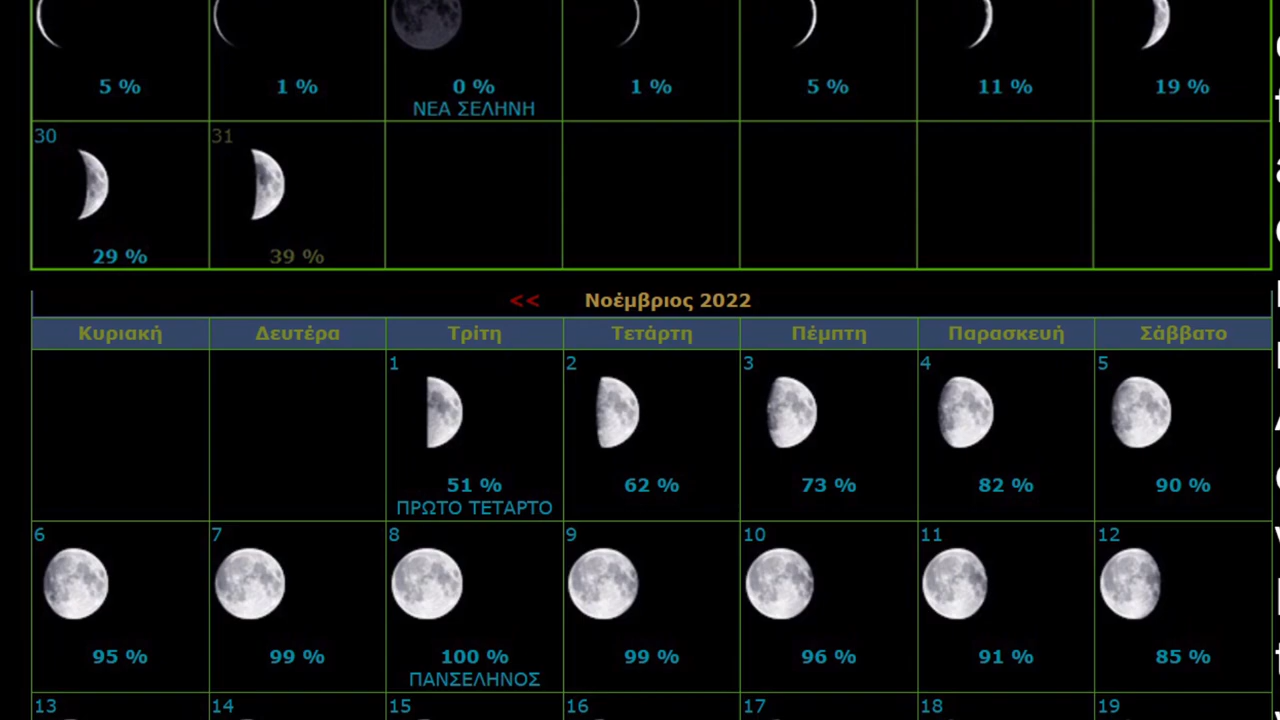 5 % 1 % 0 % 1 % 5 % 11 % 19 %
ΝΕΑ ΣΕΛΗΝΗ
30 31
29 % 39 %
<< Νοέμβριος 2022
Κυριακή Δευτέρα Τρίτη Τετάρτη Πέμπτη Παρασκευή Σάββατο
1 2 3 4 5
51 % 62 % 73 % 82 % 90 %
ΠΡΩΤΟ ΤΕΤΑΡΤΟ
6 7 8 9 10 11 12
95 % 99 % 100 % 99 % 96 % 91 % 85 %
ΠΑΝΣΕΛΗΝΟΣ
13 14 15 16 17 18 19